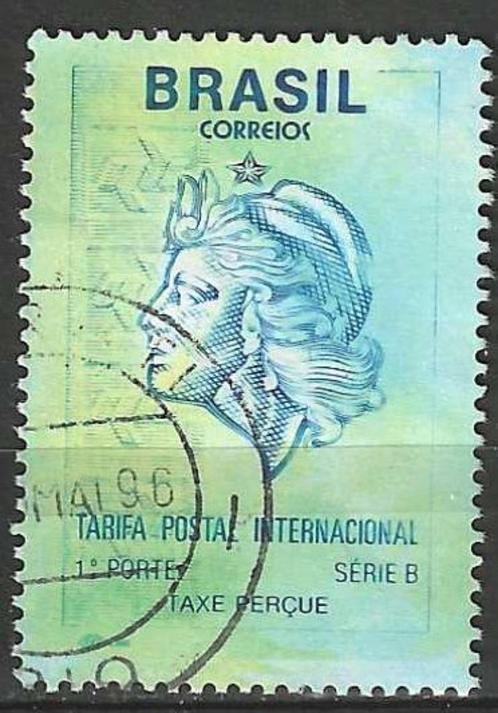 BRASIL
CORREIOS
MAI 96
TARIFA POSTAL INTERNACIONAL
1º PORTE SÉRIE B
TAXE PERÇUE